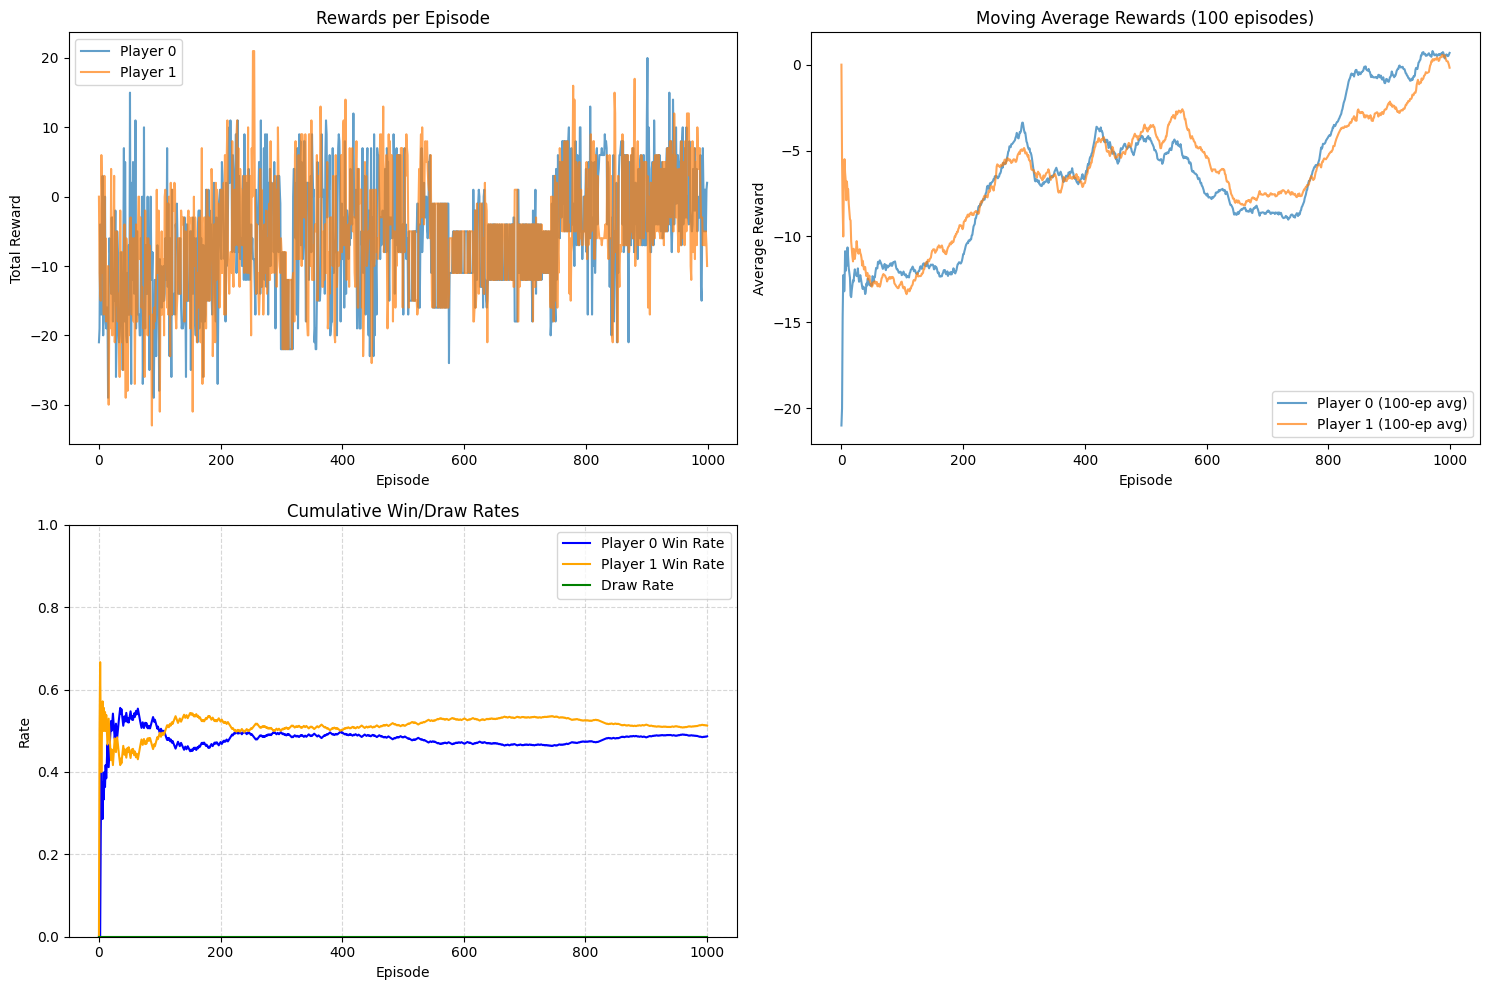 Rewards per Episode
Player 0
Player 1
20
10
0
−10
−20
−30
Total Reward
0
200
400
600
800
1000
Episode
Moving Average Rewards (100 episodes)
0
−5
−10
−15
−20
Average Reward
Player 0 (100-ep avg)
Player 1 (100-ep avg)
0
200
400
600
800
1000
Episode
Cumulative Win/Draw Rates
Player 0 Win Rate
Player 1 Win Rate
Draw Rate
1.0
0.8
0.6
0.4
0.2
0.0
Rate
0
200
400
600
800
1000
Episode